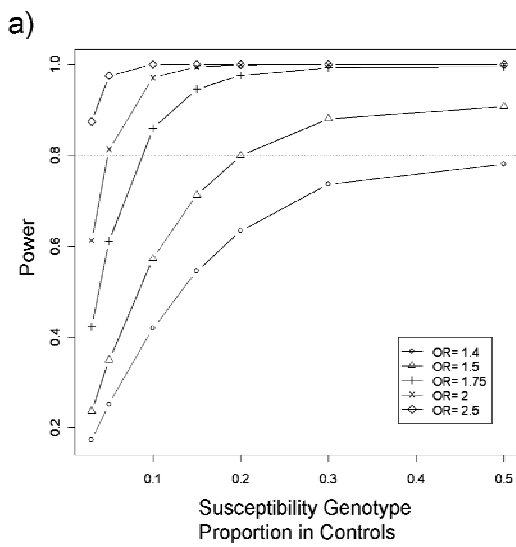 a)
1.0
0.8
0.6
0.4
0.2
Power
OR= 1.4
OR= 1.5
OR= 1.75
OR= 2
OR= 2.5
0.1 0.2 0.3 0.4 0.5
Susceptibility Genotype
Proportion in Controls